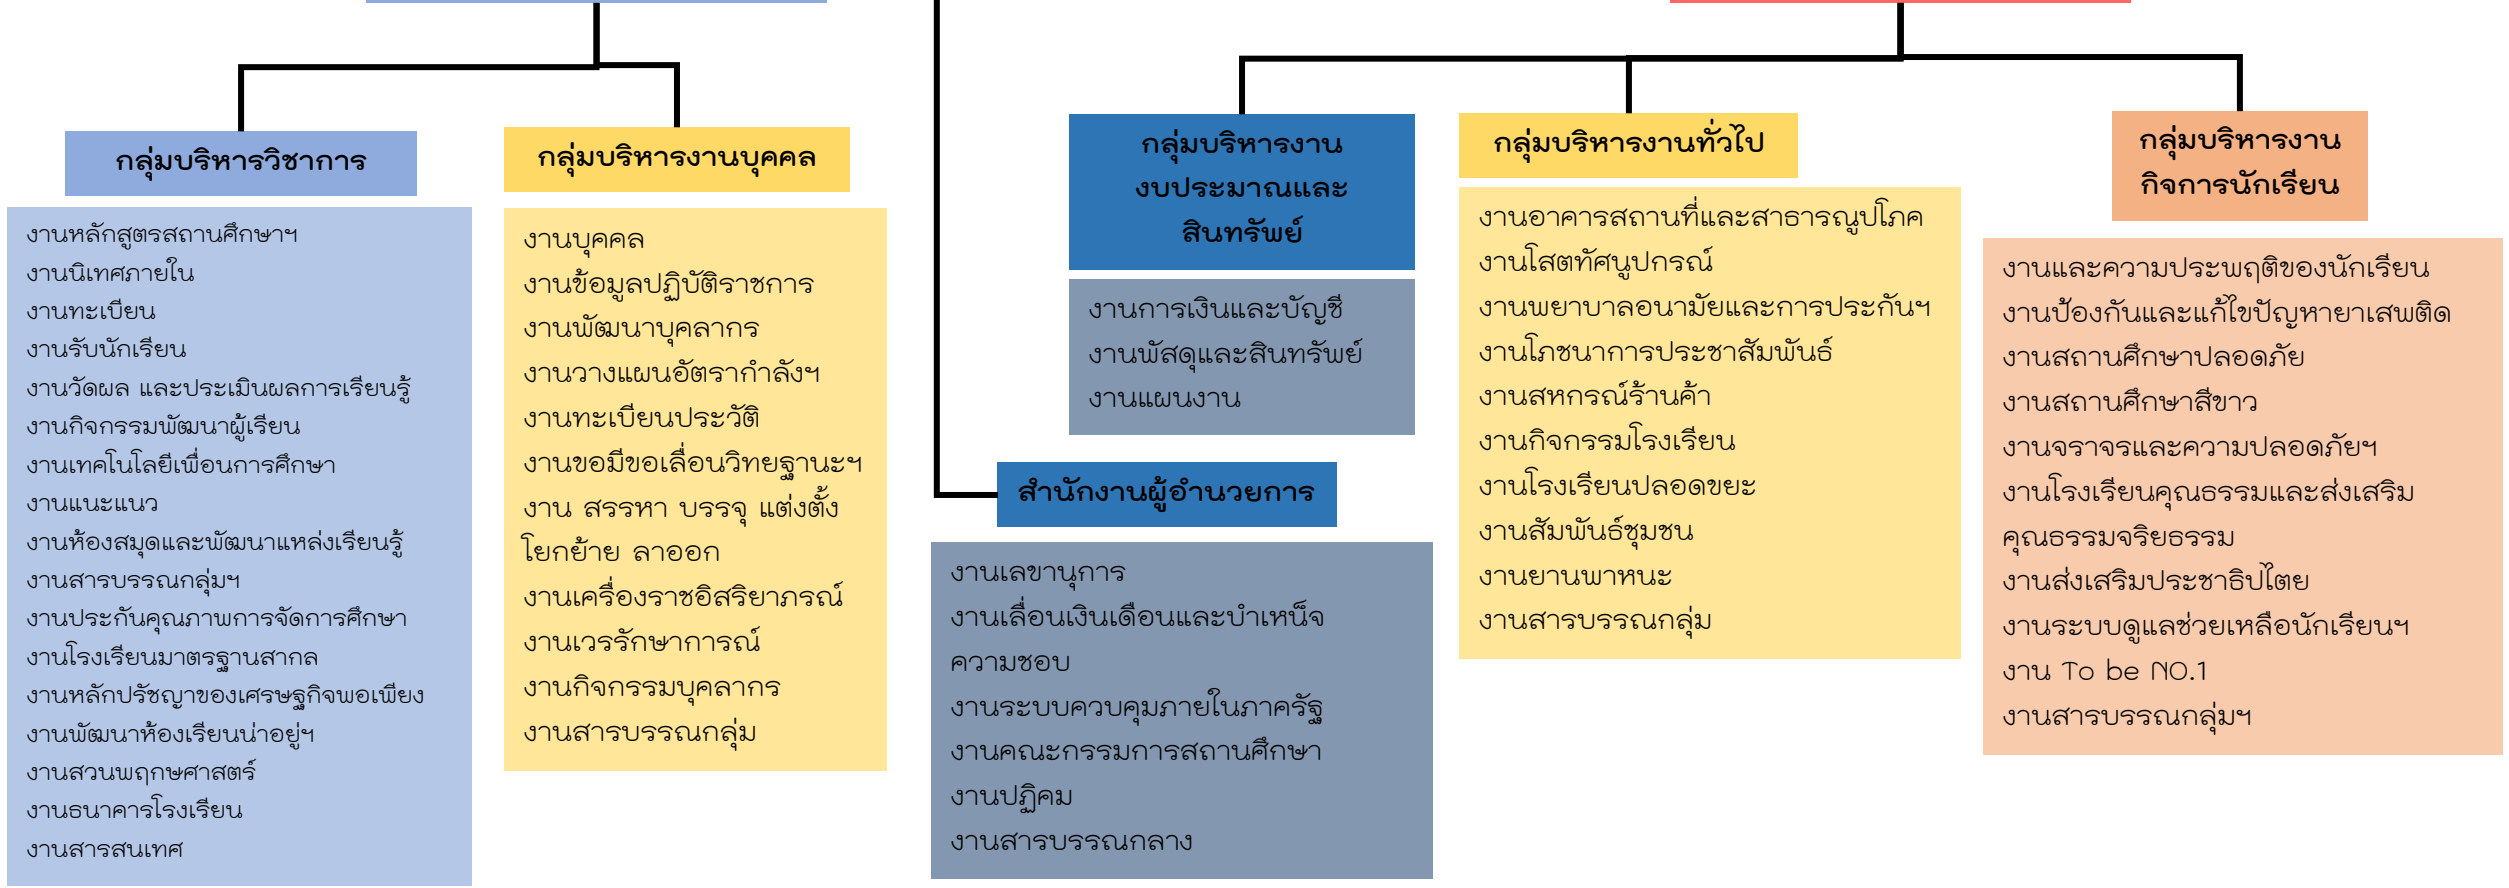 กลุ่มบริหารวิชาการ
งานหลักสูตรสถานศึกษาฯ
งานนิเทศภายใน
งานทะเบียน
งานรับนักเรียน
งานวัดผล และประเมินผลการเรียนรู้
งานกิจกรรมพัฒนาผู้เรียน
งานเทคโนโลยีเพื่อนการศึกษา
งานแนะแนว
งานห้องสมุดและพัฒนาแหล่งเรียนรู้
งานสารบรรณกลุ่มฯ
งานประกันคุณภาพการจัดการศึกษา
งานโรงเรียนมาตรฐานสากล
งานหลักปรัชญาของเศรษฐกิจพอเพียง
งานพัฒนาห้องเรียนน่าอยู่ฯ
งานสวนพฤกษศาสตร์
งานธนาคารโรงเรียน
งานสารสนเทศ
กลุ่มบริหารงานบุคคล
งานบุคคล
งานข้อมูลปฏิบัติราชการ
งานพัฒนาบุคลากร
งานวางแผนอัตรากำลังฯ
งานทะเบียนประวัติ
งานขอมีขอเลื่อนวิทยฐานะฯ
งาน สรรหา บรรจุ แต่งตั้ง
โยกย้าย ลาออก
งานเครื่องราชอิสริยาภรณ์
งานเวรรักษาการณ์
งานกิจกรรมบุคลากร
งานสารบรรณกลุ่ม
กลุ่มบริหารงาน
งบประมาณและ
สินทรัพย์
งานการเงินและบัญชี
งานพัสดุและสินทรัพย์
งานแผนงาน
สำนักงานผู้อำนวยการ
งานเลขานุการ
งานเลื่อนเงินเดือนและบำเหน็จ
ความชอบ
งานระบบควบคุมภายในภาครัฐ
งานคณะกรรมการสถานศึกษา
งานปฏิคม
งานสารบรรณกลาง
กลุ่มบริหารงานทั่วไป
งานอาคารสถานที่และสาธารณูปโภค
งานโสตทัศนูปกรณ์
งานพยาบาลอนามัยและการประกันฯ
งานโภชนาการประชาสัมพันธ์
งานสหกรณ์ร้านค้า
งานกิจกรรมโรงเรียน
งานโรงเรียนปลอดขยะ
งานสัมพันธ์ชุมชน
งานยานพาหนะ
งานสารบรรณกลุ่ม
กลุ่มบริหารงาน
กิจการนักเรียน
งานและความประพฤติของนักเรียน
งานป้องกันและแก้ไขปัญหายาเสพติด
งานสถานศึกษาปลอดภัย
งานสถานศึกษาสีขาว
งานจราจรและความปลอดภัยฯ
งานโรงเรียนคุณธรรมและส่งเสริม
คุณธรรมจริยธรรม
งานส่งเสริมประชาธิปไตย
งานระบบดูแลช่วยเหลือนักเรียนฯ
งาน To be NO.1
งานสารบรรณกลุ่มฯ